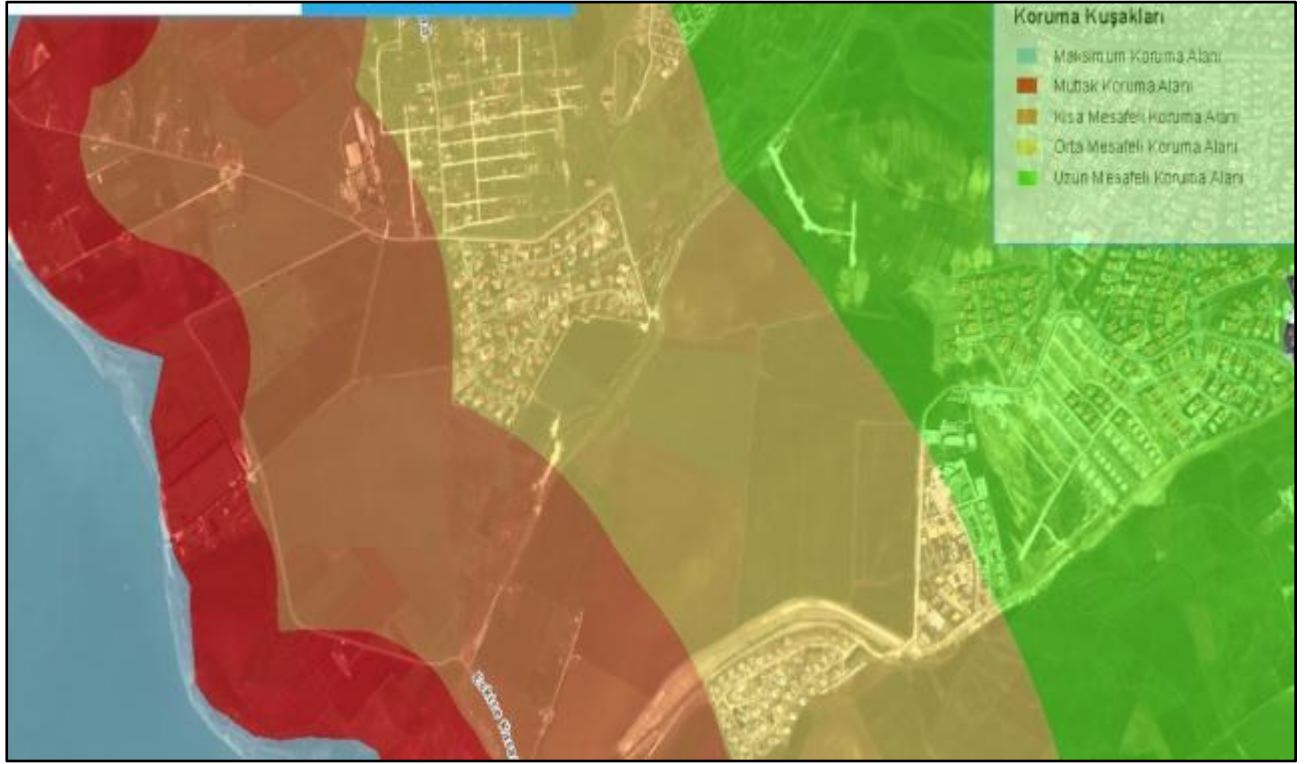 Koruma Kuşakları
Maksimum Koruma Alanı
Mutlak Koruma Alanı
Kısa Mesafeli Koruma Alanı
Orta Mesafeli Koruma Alanı
Uzun Mesafeli Koruma Alanı